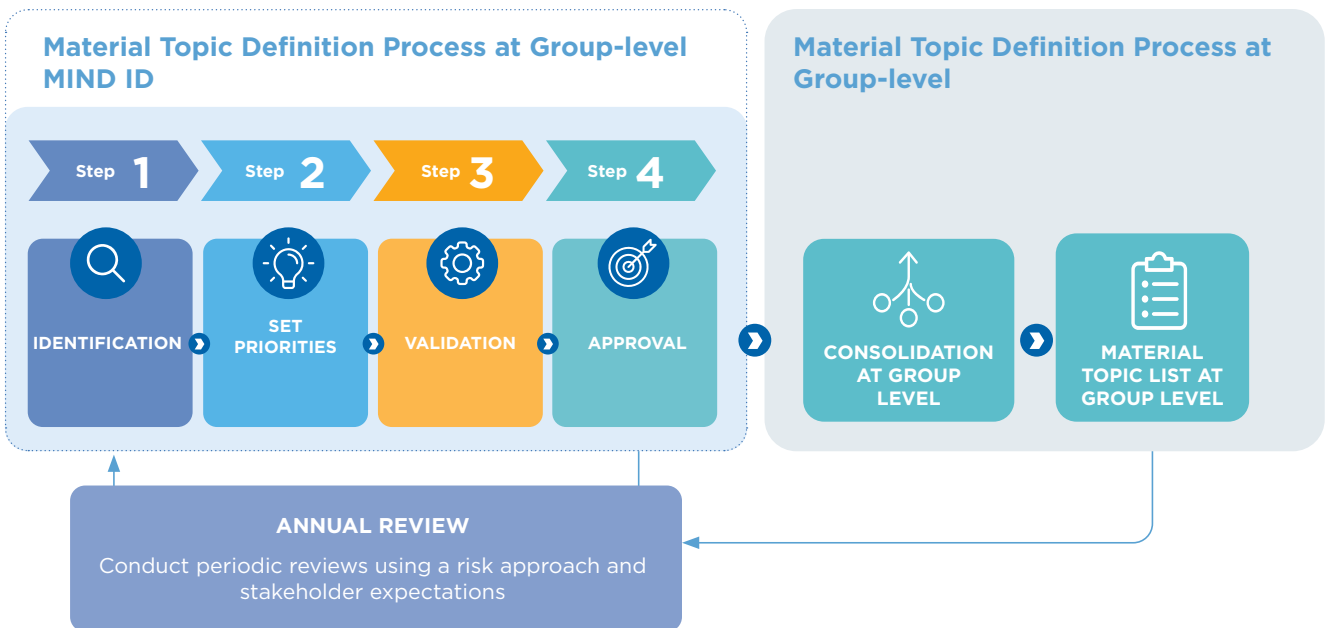 Material Topic Definition Process at Group-level
MIND ID
Material Topic Definition Process at
Group-level
Step 1
Step 2
Step 3
Step 4
IDENTIFICATION
SET
PRIORITIES
VALIDATION
APPROVAL
CONSOLIDATION
AT GROUP
LEVEL
MATERIAL
TOPIC LIST AT
GROUP LEVEL
ANNUAL REVIEW
Conduct periodic reviews using a risk approach and
stakeholder expectations